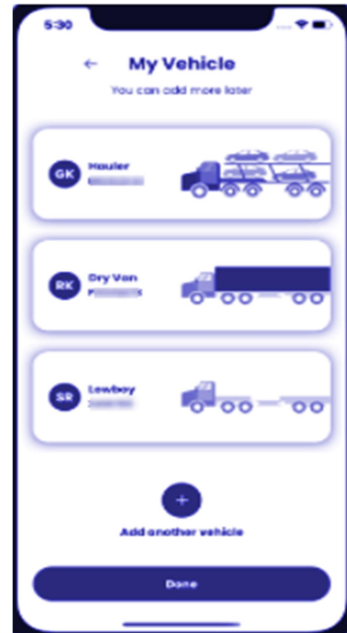 5:30
My Vehicle
You can add more later
GK
Hauler
RK
Dry Van
SR
Lowboy
Add another vehicle
Done